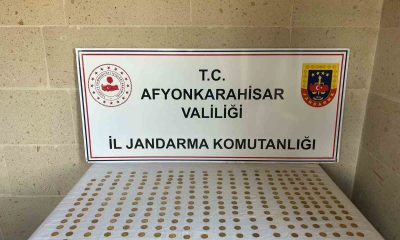 T.C.
AFYONKARAHİSAR
VALİLİĞİ
İL JANDARMA KOMUTANLIĞI